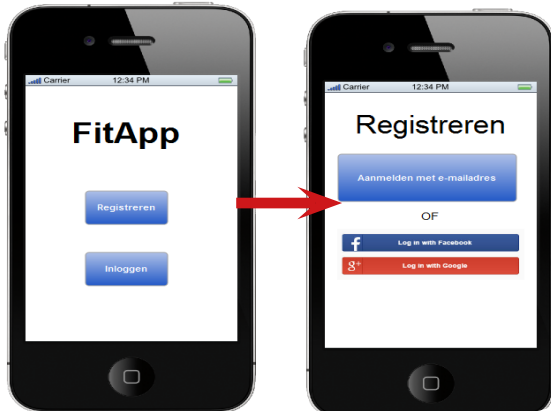 Carrier 12:34 PM
FitApp
Registreren
Inloggen
Carrier 12:34 PM
Registreren
Aanmelden met e-mailadres
OF
f Log in with Facebook
g+ Log in with Google